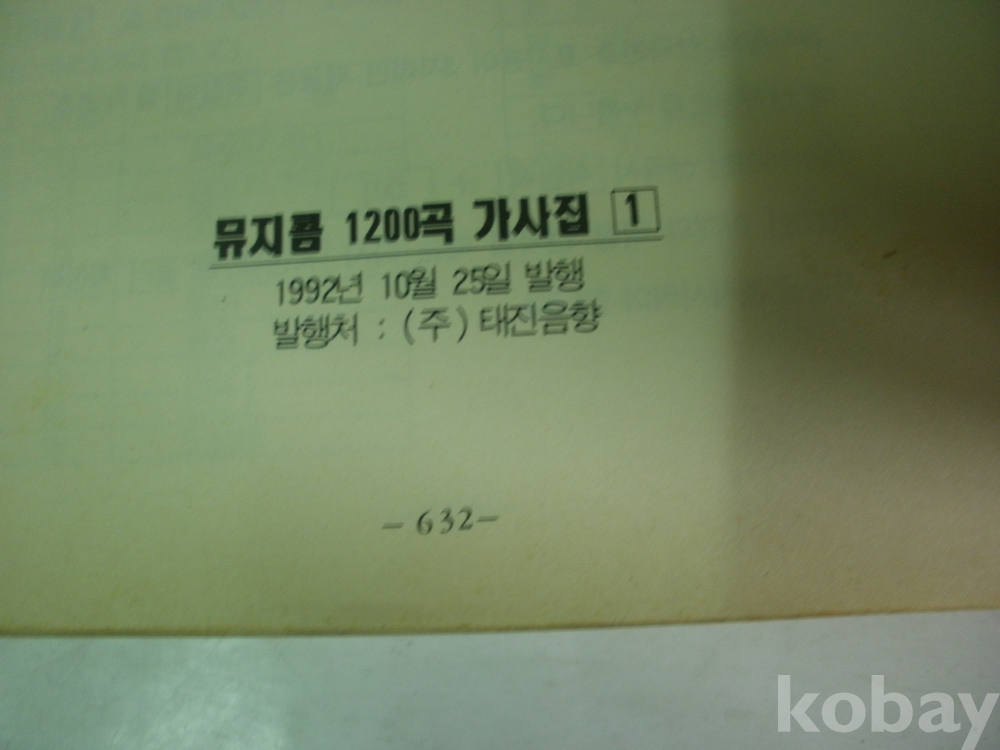 뮤지콤 1200곡 가사집 1
1992년 10월 25일 발행
발행처 : (주) 태진음향
- 632 -
kobay